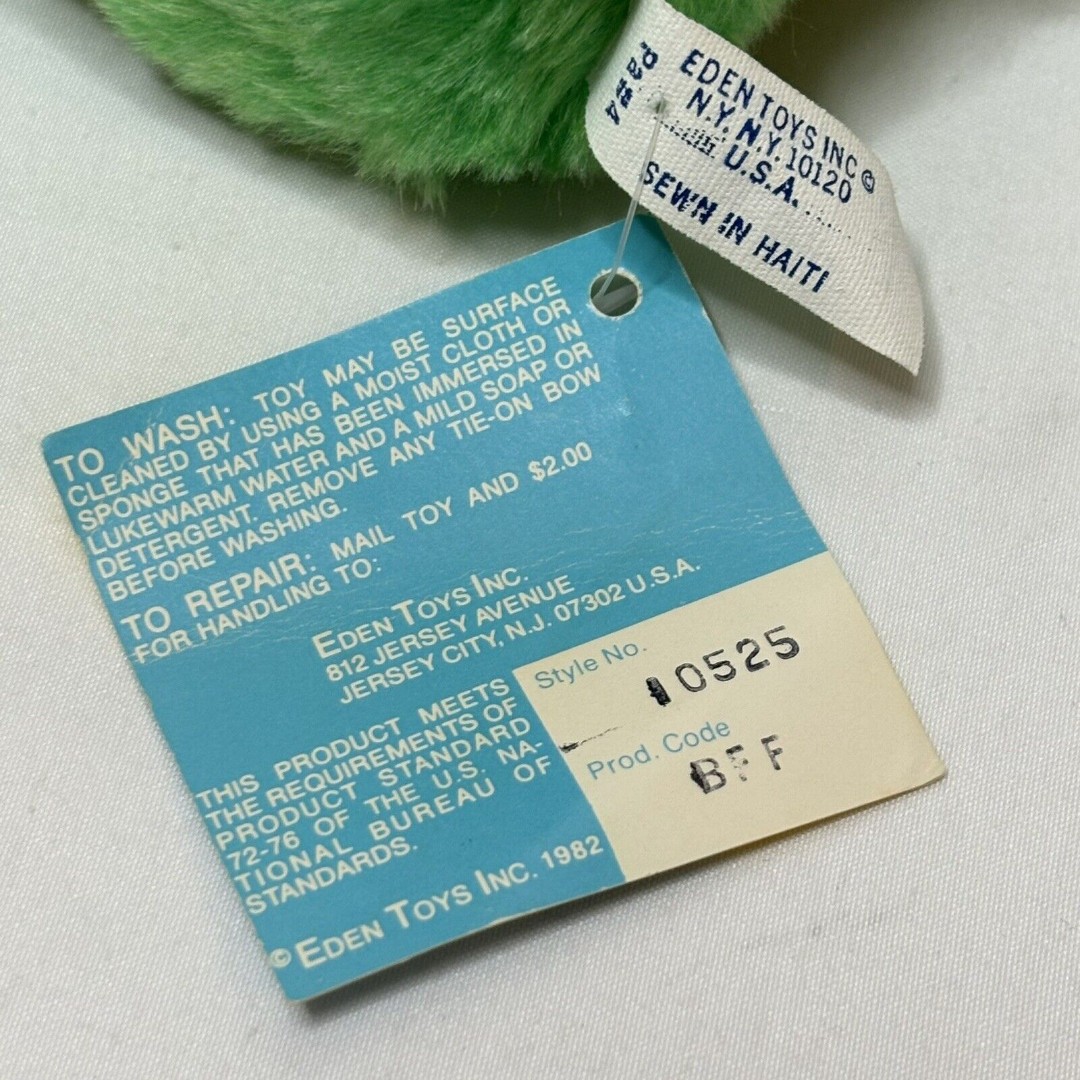 EDEN TOYS INC ©
N.Y. N.Y. 10120
U.S.A.
SEWN IN HAITI
TO WASH: TOY MAY BE SURFACE
CLEANED BY USING A MOIST CLOTH OR
SPONGE THAT HAS BEEN IMMERSED IN
LUKEWARM WATER AND A MILD SOAP OR
DETERGENT. REMOVE ANY TIE-ON BOW
BEFORE WASHING.
TO REPAIR: MAIL TOY AND $2.00
FOR HANDLING TO:
EDEN TOYS INC.
812 JERSEY AVENUE
JERSEY CITY, N.J. 07302 U.S.A.
THIS PRODUCT MEETS
THE REQUIREMENTS OF
PRODUCT STANDARD
72-76 OF THE U.S. NA-
TIONAL BUREAU OF
STANDARDS.
© EDEN TOYS INC. 1982
Style No.
10525
Prod. Code
BFF